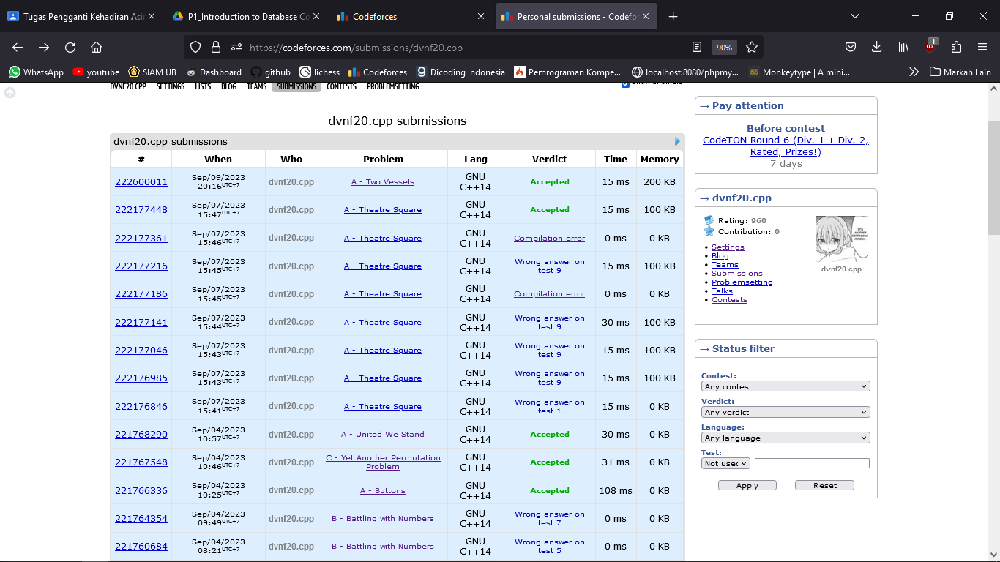 Tugas Pengganti Kehadiran Asin
P1_Introduction to Database Co
Codeforces
Personal submissions - Codefor
https://codeforces.com/submissions/dvnf20.cpp
90%
1
WhatsApp
youtube
SIAM UB
Dashboard
github
lichess
Codeforces
Dicoding Indonesia
Pemrograman Kompe...
localhost:8080/phpmy...
Monkeytype | A mini...
Markah Lain
DVNF20.CPP SETTINGS LISTS BLOG TEAMS SUBMISSIONS CONTESTS PROBLEMSETTING
dvnf20.cpp submissions
dvnf20.cpp submissions
# When Who Problem Lang Verdict Time Memory
222600011 Sep/09/2023 20:16UTC+7 dvnf20.cpp A - Two Vessels GNU C++14 Accepted 15 ms 200 KB
222177448 Sep/07/2023 15:47UTC+7 dvnf20.cpp A - Theatre Square GNU C++14 Accepted 15 ms 100 KB
222177361 Sep/07/2023 15:46UTC+7 dvnf20.cpp A - Theatre Square GNU C++14 Compilation error 0 ms 0 KB
222177216 Sep/07/2023 15:45UTC+7 dvnf20.cpp A - Theatre Square GNU C++14 Wrong answer on test 9 15 ms 100 KB
222177186 Sep/07/2023 15:45UTC+7 dvnf20.cpp A - Theatre Square GNU C++14 Compilation error 0 ms 0 KB
222177141 Sep/07/2023 15:44UTC+7 dvnf20.cpp A - Theatre Square GNU C++14 Wrong answer on test 9 30 ms 100 KB
222177046 Sep/07/2023 15:43UTC+7 dvnf20.cpp A - Theatre Square GNU C++14 Wrong answer on test 9 15 ms 100 KB
222176985 Sep/07/2023 15:43UTC+7 dvnf20.cpp A - Theatre Square GNU C++14 Wrong answer on test 9 15 ms 100 KB
222176846 Sep/07/2023 15:41UTC+7 dvnf20.cpp A - Theatre Square GNU C++14 Wrong answer on test 1 15 ms 0 KB
221768290 Sep/04/2023 10:57UTC+7 dvnf20.cpp A - United We Stand GNU C++14 Accepted 30 ms 0 KB
221767548 Sep/04/2023 10:46UTC+7 dvnf20.cpp C - Yet Another Permutation Problem GNU C++14 Accepted 31 ms 0 KB
221766336 Sep/04/2023 10:25UTC+7 dvnf20.cpp A - Buttons GNU C++14 Accepted 108 ms 0 KB
221764354 Sep/04/2023 09:49UTC+7 dvnf20.cpp B - Battling with Numbers GNU C++14 Wrong answer on test 7 0 ms 0 KB
221760684 Sep/04/2023 08:21UTC+7 dvnf20.cpp B - Battling with Numbers GNU C++14 Wrong answer on test 5 0 ms 0 KB
→ Pay attention
Before contest
CodeTON Round 6 (Div. 1 + Div. 2,
Rated, Prizes!)
7 days
→ dvnf20.cpp
Rating: 960
Contribution: 0
Settings
Blog
Teams
Submissions
Problemsetting
Talks
Contests
IT'S
ANOTHER
DEPRESSING
MONDAY.
dvnf20.cpp
→ Status filter
Contest:
Any contest
Verdict:
Any verdict
Language:
Any language
Test:
Not used
Apply Reset